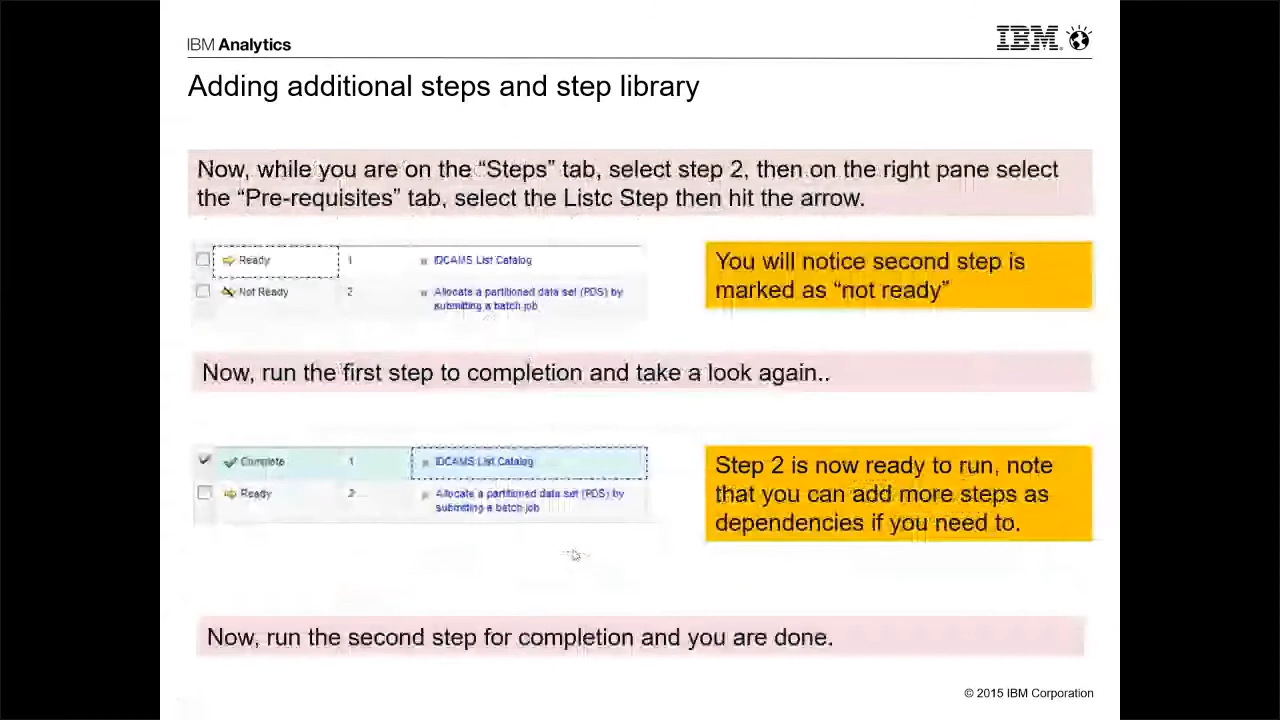 IBM Analytics
IBM
Adding additional steps and step library
Now, while you are on the “Steps” tab, select step 2, then on the right pane select
the “Pre-requisites” tab, select the Listc Step then hit the arrow.
Ready 1 IDCAMS List Catalog
Not Ready 2 Allocate a partitioned data set (PDS) by
submitting a batch job
You will notice second step is
marked as “not ready”
Now, run the first step to completion and take a look again..
Complete 1 IDCAMS List Catalog
Ready 2 Allocate a partitioned data set (PDS) by
submitting a batch job
Step 2 is now ready to run, note
that you can add more steps as
dependencies if you need to.
Now, run the second step for completion and you are done.
© 2015 IBM Corporation